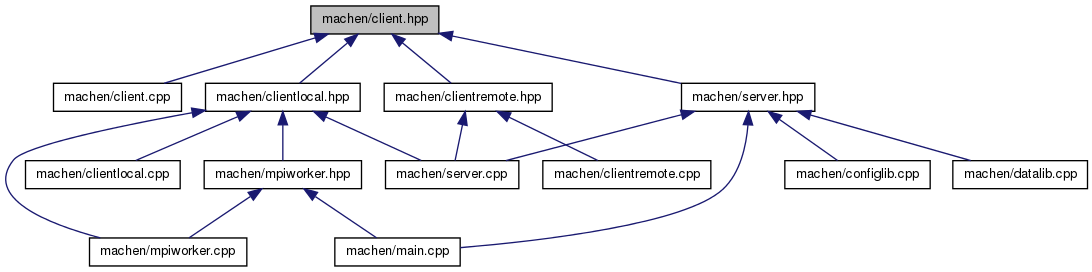 machen/client.hpp
machen/client.cpp
machen/clientlocal.hpp
machen/clientremote.hpp
machen/server.hpp
machen/clientlocal.cpp
machen/mpiworker.hpp
machen/server.cpp
machen/clientremote.cpp
machen/configlib.cpp
machen/datalib.cpp
machen/mpiworker.cpp
machen/main.cpp